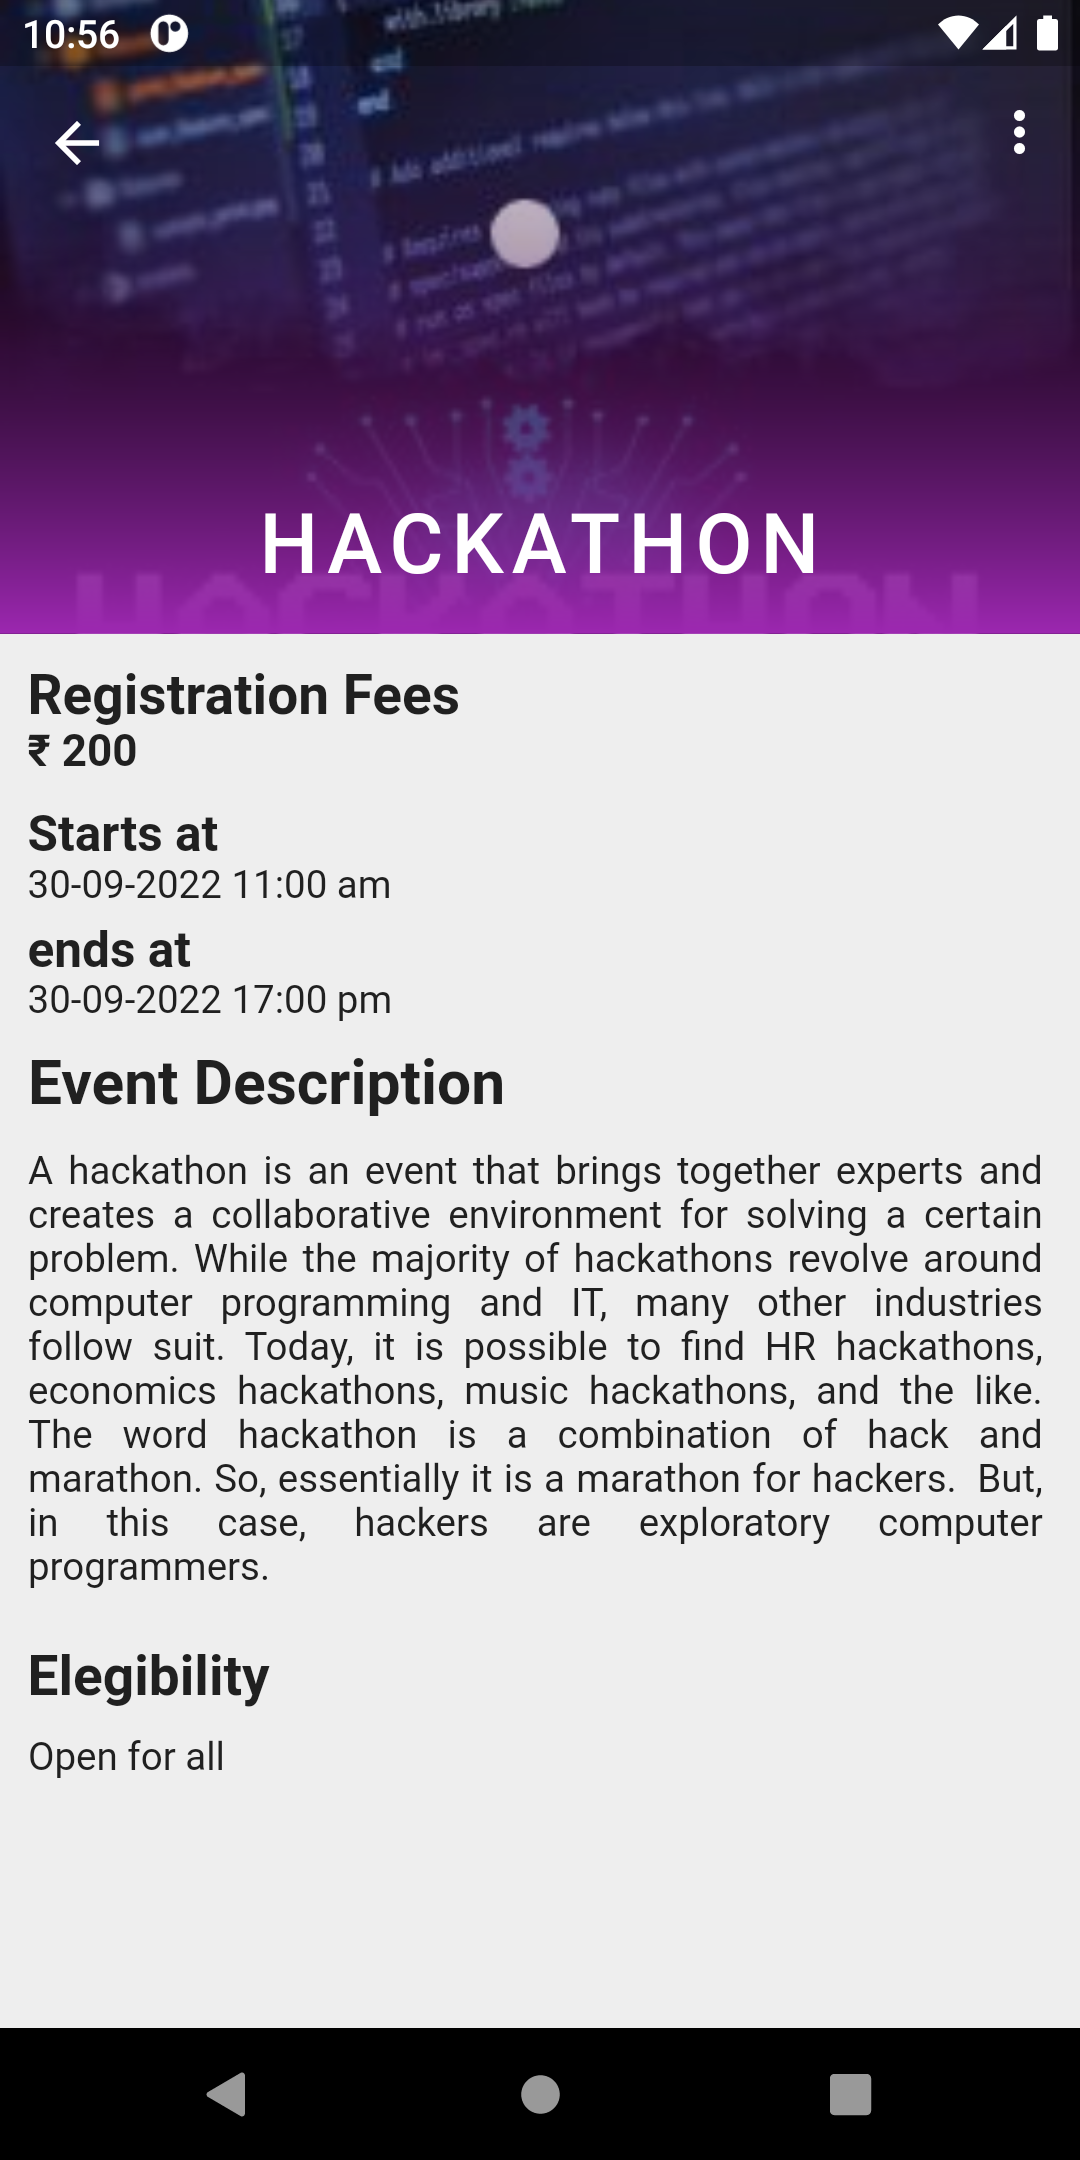 10:56
with.library
end
end
HACKATHON
HACKATHON
Registration Fees
₹ 200
Starts at
30-09-2022 11:00 am
ends at
30-09-2022 17:00 pm
Event Description
A hackathon is an event that brings together experts and
creates a collaborative environment for solving a certain
problem. While the majority of hackathons revolve around
computer programming and IT, many other industries
follow suit. Today, it is possible to find HR hackathons,
economics hackathons, music hackathons, and the like.
The word hackathon is a combination of hack and
marathon. So, essentially it is a marathon for hackers.  But,
in this case, hackers are exploratory computer
programmers.
Elegibility
Open for all